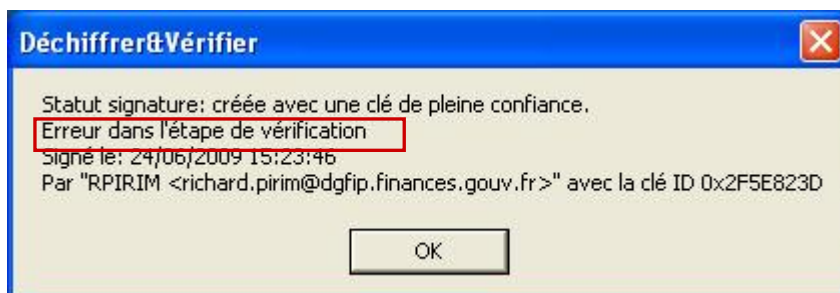 Déchiffrer&Vérifier
Statut signature: créée avec une clé de pleine confiance.
Erreur dans l'étape de vérification
Signé le: 24/06/2009 15:23:46
Par "RPIRIM <richard.pirim@dgfip.finances.gouv.fr>" avec la clé ID 0x2F5E823D
OK